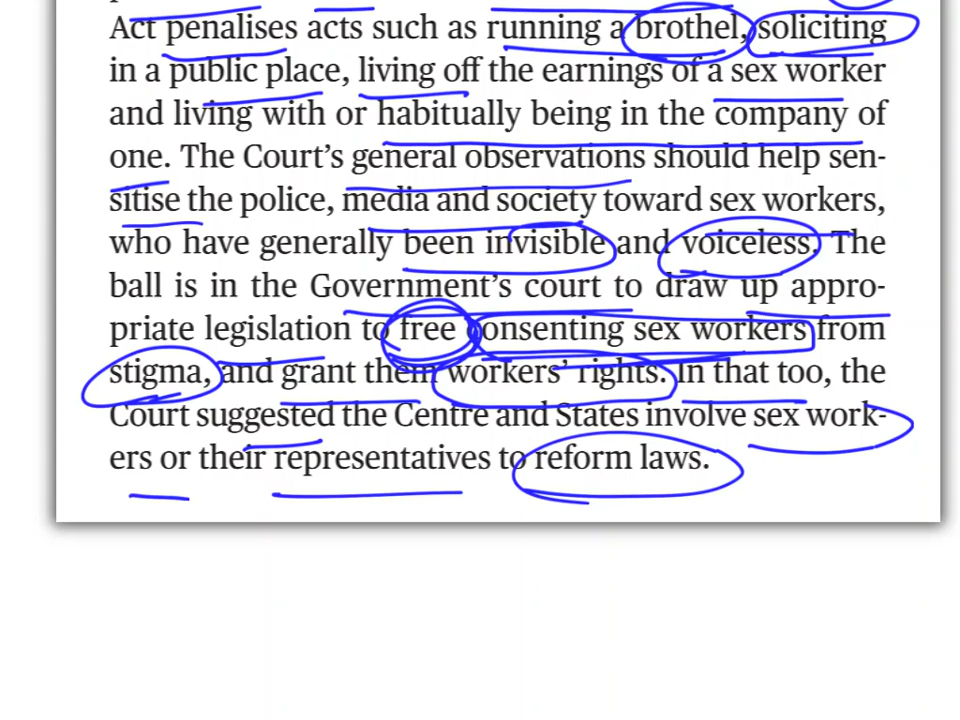 Act penalises acts such as running a brothel, soliciting
in a public place, living off the earnings of a sex worker
and living with or habitually being in the company of
one. The Court’s general observations should help sen-
sitise the police, media and society toward sex workers,
who have generally been invisible and voiceless. The
ball is in the Government’s court to draw up appro-
priate legislation to free consenting sex workers from
stigma, and grant them workers’ rights. In that too, the
Court suggested the Centre and States involve sex work-
ers or their representatives to reform laws.